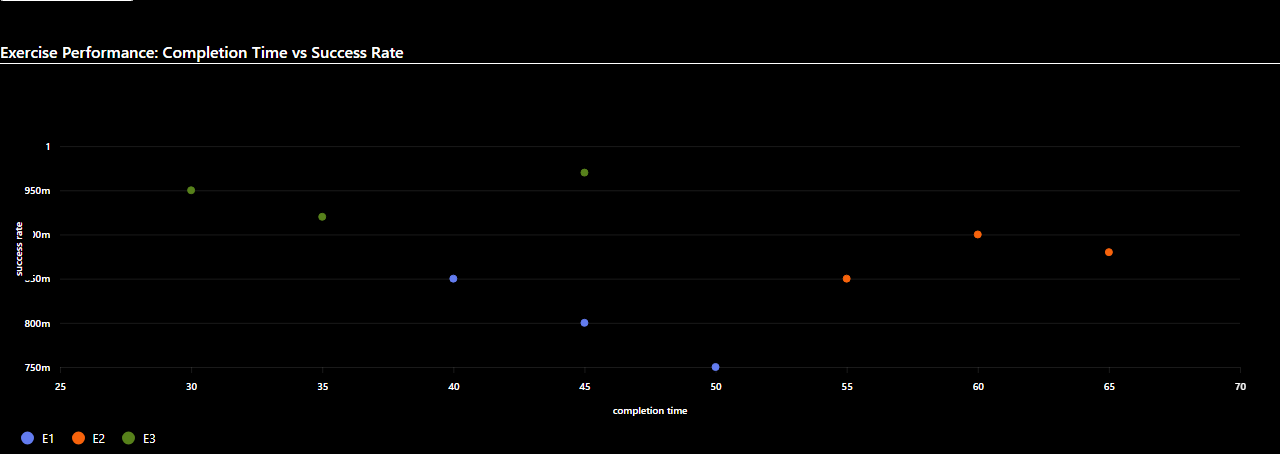 Exercise Performance: Completion Time vs Success Rate
1
950m
success rate
800m
750m
25 30 35 40 45 50 55 60 65 70
completion time
E1 E2 E3